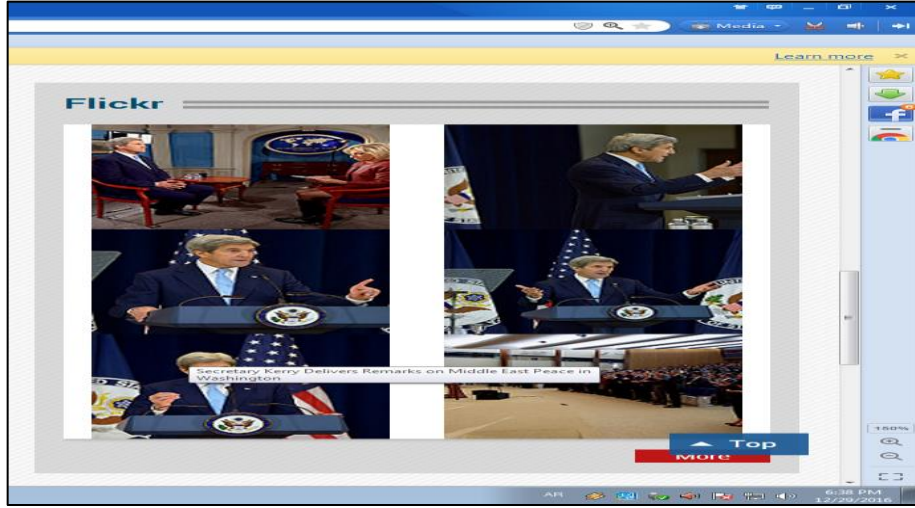 Media
Learn more
Flickr
Secretary Kerry Delivers Remarks on Middle East Peace in
Washington
Top
More
150%
6:38 PM
12/29/2016